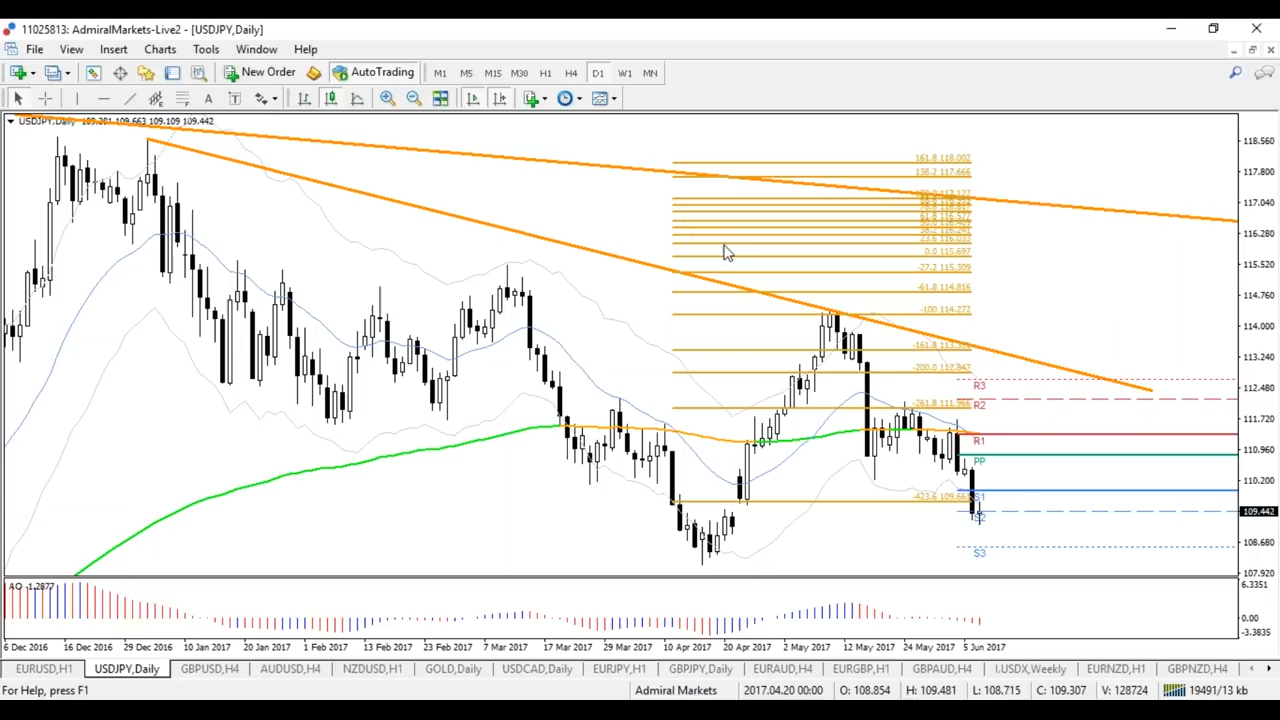 11025813: AdmiralMarkets-Live2 - [USDJPY,Daily]
File View Insert Charts Tools Window Help
New Order AutoTrading M1 M5 M15 M30 H1 H4 D1 W1 MN
A T
USDJPY,Daily 109.663 109.109 109.442
118.560
117.800
117.040
116.280
115.520
114.760
114.000
113.240
112.480
111.720
110.960
110.200
109.442
108.680
107.920
161.8 118.002
138.2 117.666
0.0 115.697
-27.2 115.309
-61.8 114.816
-100 114.272
-161.8
-200.0 112.847
-261.8
-423.6
R3
R2
R1
PP
S1
S2
S3
AO -1.2877
6.3351
0.00
-3.3835
6 Dec 2016 16 Dec 2016 29 Dec 2016 10 Jan 2017 20 Jan 2017 1 Feb 2017 13 Feb 2017 23 Feb 2017 7 Mar 2017 17 Mar 2017 29 Mar 2017 10 Apr 2017 20 Apr 2017 2 May 2017 12 May 2017 24 May 2017 5 Jun 2017
EURUSD,H1 USDJPY,Daily GBPUSD,H4 AUDUSD,H4 NZDUSD,H1 GOLD,Daily USDCAD,Daily EURJPY,H1 GBPJPY,Daily EURAUD,H4 EURGBP,H1 GBPAUD,H4 I.USDX,Weekly EURNZD,H1 GBPNZD,H4
For Help, press F1 Admiral Markets 2017.04.20 00:00 O: 108.854 H: 109.481 L: 108.715 C: 109.307 V: 128724 19491/13 kb